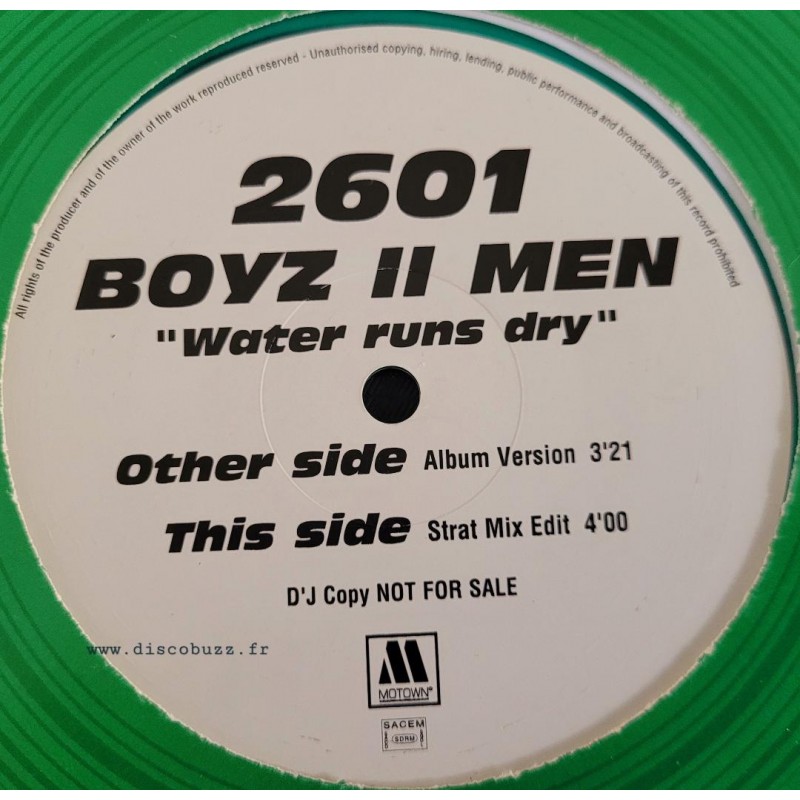 All rights of the producer and of the owner of the work reproduced reserved - Unauthorised copying, hiring, lending, public performance and broadcasting of this record prohibited
2601
BOYZ II MEN
"Water runs dry"
Other side Album Version 3'21
This side Strat Mix Edit 4'00
D'J Copy NOT FOR SALE
www.discobuzz.fr
MOTOWN®
SACEM
SDRM